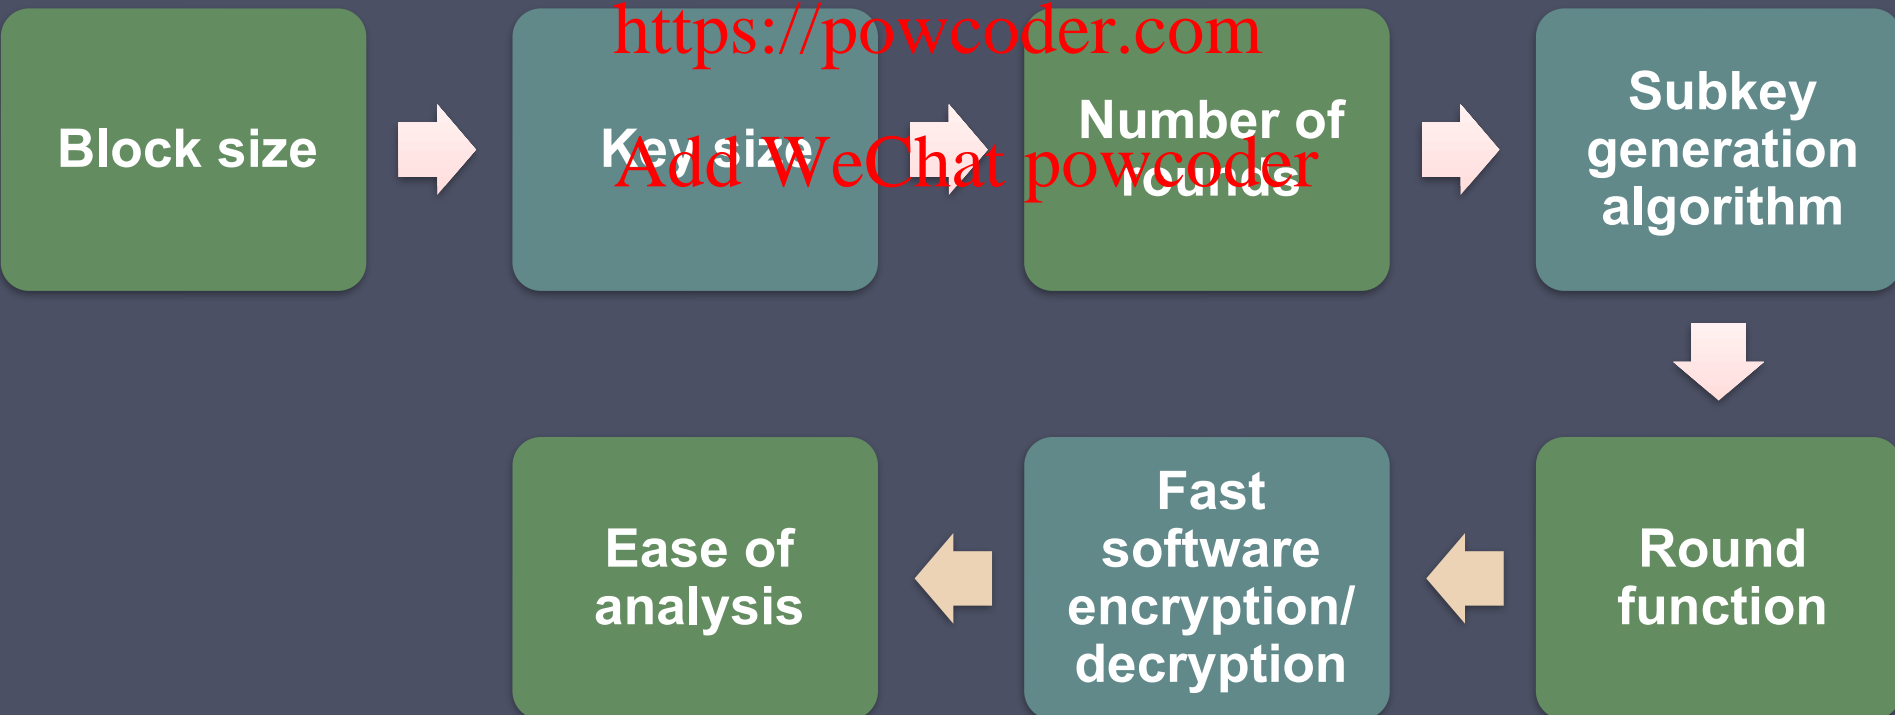 https://powcoder.com
Block size
Key size
Add WeChat powcoder
Number of
rounds
Subkey
generation
algorithm
Round
function
Fast
software
encryption/
decryption
Ease of
analysis